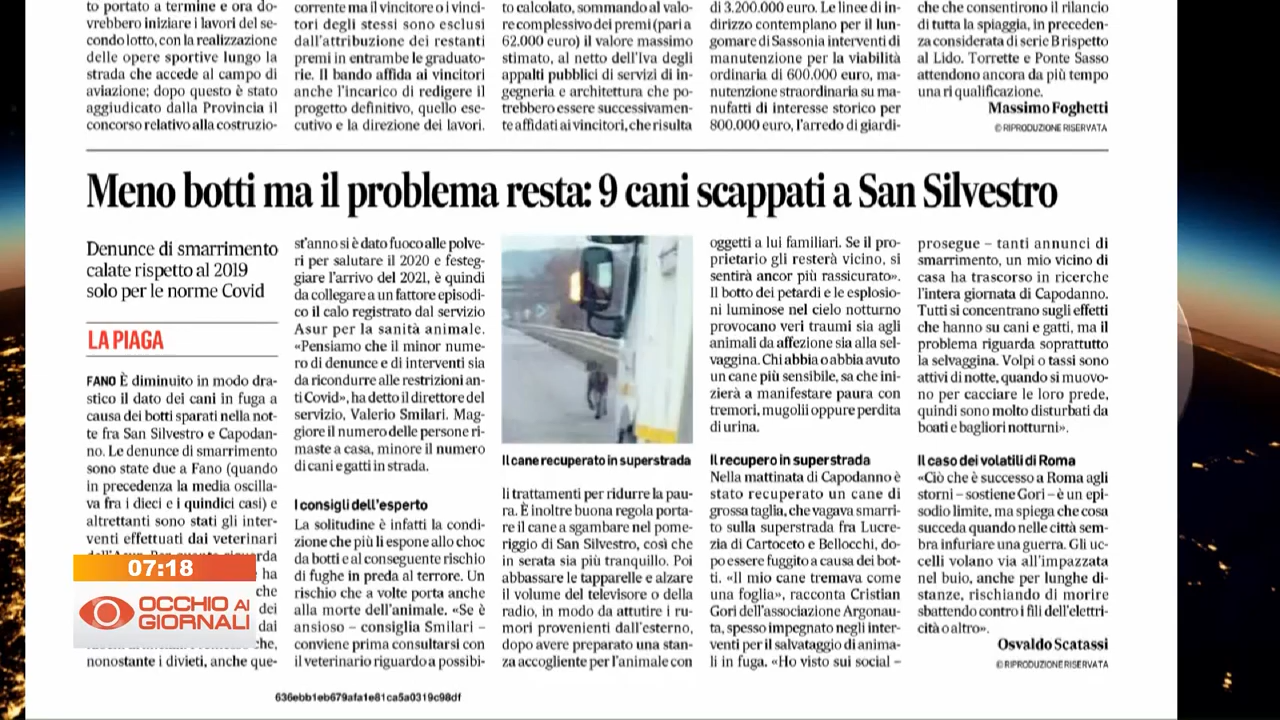 to portato a termine e ora do-
vrebbero iniziare i lavori del se-
condo lotto, con la realizzazione
delle opere sportive lungo la
strada che accede al campo di
aviazione; dopo questo è stato
aggiudicato dalla Provincia il
concorso relativo alla costruzio-
corrente ma il vincitore o i vinci-
tori degli stessi sono esclusi
dall'attribuzione dei restanti
premi in entrambe le graduato-
rie. Il bando affida ai vincitori
anche l'incarico di redigere il
progetto definitivo, quello ese-
cutivo e la direzione dei lavori.
to calcolato, sommando al valo-
re complessivo dei premi (pari a
62.000 euro) il valore massimo
stimato, al netto dell'Iva degli
appalti pubblici di servizi di in-
gegneria e architettura che po-
trebbero essere successivamen-
te affidati ai vincitori, che risulta
di 3.200.000 euro. Le linee di in-
dirizzo contemplano per il lun-
gomare di Sassonia interventi di
manutenzione per la viabilità
ordinaria di 600.000 euro, ma-
nutenzione straordinaria su ma-
nufatti di interesse storico per
800.000 euro, l'arredo di giardi-
che che consentirono il rilancio
di tutta la spiaggia, in preceden-
za considerata di serie B rispetto
al Lido. Torrette e Ponte Sasso
attendono ancora da più tempo
una ri qualificazione.
Massimo Foghetti
© RIPRODUZIONE RISERVATA
Meno botti ma il problema resta: 9 cani scappati a San Silvestro
Denunce di smarrimento
calate rispetto al 2019
solo per le norme Covid
LA PIAGA
FANO È diminuito in modo dra-
stico il dato dei cani in fuga a
causa dei botti sparati nella not-
te fra San Silvestro e Capodan-
no. Le denunce di smarrimento
sono state due a Fano (quando
in precedenza la media oscilla-
va fra i dieci e i quindici casi) e
altrettanti sono stati gli inter-
venti effettuati dai veterinari
ha
che
dei
dai
nonostante i divieti, anche que-
st'anno si è dato fuoco alle polve-
ri per salutare il 2020 e festeg-
giare l'arrivo del 2021, è quindi
da collegare a un fattore episodi-
co il calo registrato dal servizio
Asur per la sanità animale.
«Pensiamo che il minor nume-
ro di denunce e di interventi sia
da ricondurre alle restrizioni an-
ti Covid», ha detto il direttore del
servizio, Valerio Smilari. Mag-
giore il numero delle persone ri-
maste a casa, minore il numero
di cani e gatti in strada.
I consigli dell'esperto
La solitudine è infatti la condi-
zione che più li espone allo choc
da botti e al conseguente rischio
di fughe in preda al terrore. Un
rischio che a volte porta anche
alla morte dell'animale. «Se è
ansioso – consiglia Smilari –
conviene prima consultarsi con
il veterinario riguardo a possibi-
Il cane recuperato in superstrada
li trattamenti per ridurre la pau-
ra. È inoltre buona regola porta-
re il cane a sgambare nel pome-
riggio di San Silvestro, così che
in serata sia più tranquillo. Poi
abbassare le tapparelle e alzare
il volume del televisore o della
radio, in modo da attutire i ru-
mori provenienti dall'esterno,
dopo avere preparato una stan-
za accogliente per l'animale con
oggetti a lui familiari. Se il pro-
prietario gli resterà vicino, si
sentirà ancor più rassicurato».
Il botto dei petardi e le esplosio-
ni luminose nel cielo notturno
provocano veri traumi sia agli
animali da affezione sia alla sel-
vaggina. Chi abbia o abbia avuto
un cane più sensibile, sa che ini-
zierà a manifestare paura con
tremori, mugolii oppure perdita
di urina.
Il recupero in superstrada
Nella mattinata di Capodanno è
stato recuperato un cane di
grossa taglia, che vagava smarri-
to sulla superstrada fra Lucre-
zia di Cartoceto e Bellocchi, do-
po essere fuggito a causa dei bot-
ti. «Il mio cane tremava come
una foglia», racconta Cristian
Gori dell'associazione Argonau-
ta, spesso impegnato negli inter-
venti per il salvataggio di anima-
li in fuga. «Ho visto sui social –
prosegue – tanti annunci di
smarrimento, un mio vicino di
casa ha trascorso in ricerche
l'intera giornata di Capodanno.
Tutti si concentrano sugli effetti
che hanno su cani e gatti, ma il
problema riguarda soprattutto
la selvaggina. Volpi o tassi sono
attivi di notte, quando si muovo-
no per cacciare le loro prede,
quindi sono molto disturbati da
boati e bagliori notturni».
Il caso dei volatili di Roma
«Ciò che è successo a Roma agli
storni – sostiene Gori – è un epi-
sodio limite, ma spiega che cosa
succeda quando nelle città sem-
bra infuriare una guerra. Gli uc-
celli volano via all'impazzata
nel buio, anche per lunghe di-
stanze, rischiando di morire
sbattendo contro i fili dell'elettri-
cità o altro».
Osvaldo Scatassi
© RIPRODUZIONE RISERVATA
07:18
OCCHIO AI
GIORNALI
636ebb1eb679afa1e81ca5a0319c98df